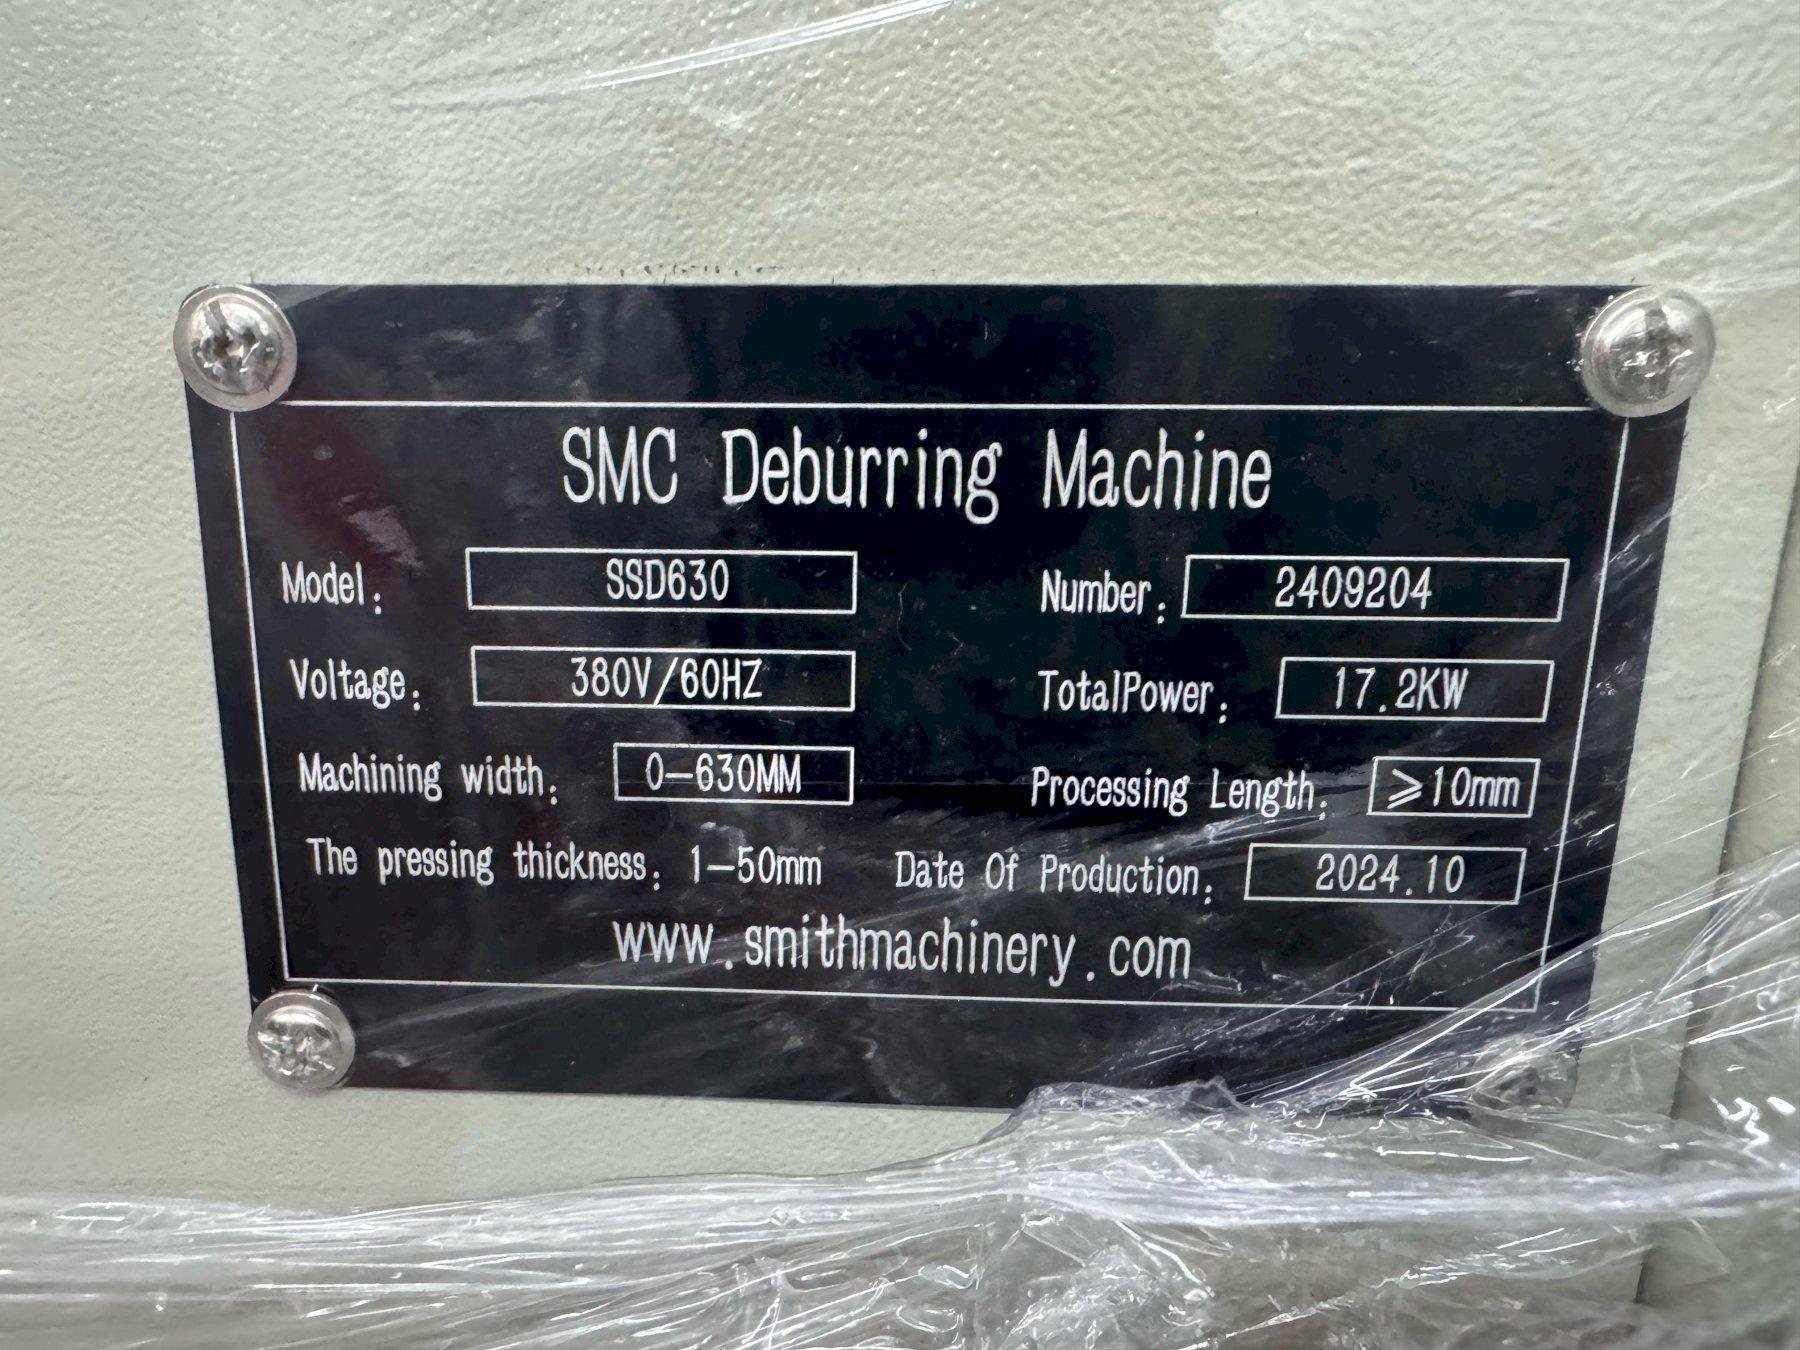 SMC Deburring Machine
Model: SSD630 Number: 2409204
Voltage: 380V/60HZ TotalPower: 17.2KW
Machining width: 0-630MM Processing Length: ⩾10mm
The pressing thickness: 1-50mm Date Of Production: 2024.10
www.smithmachinery.com